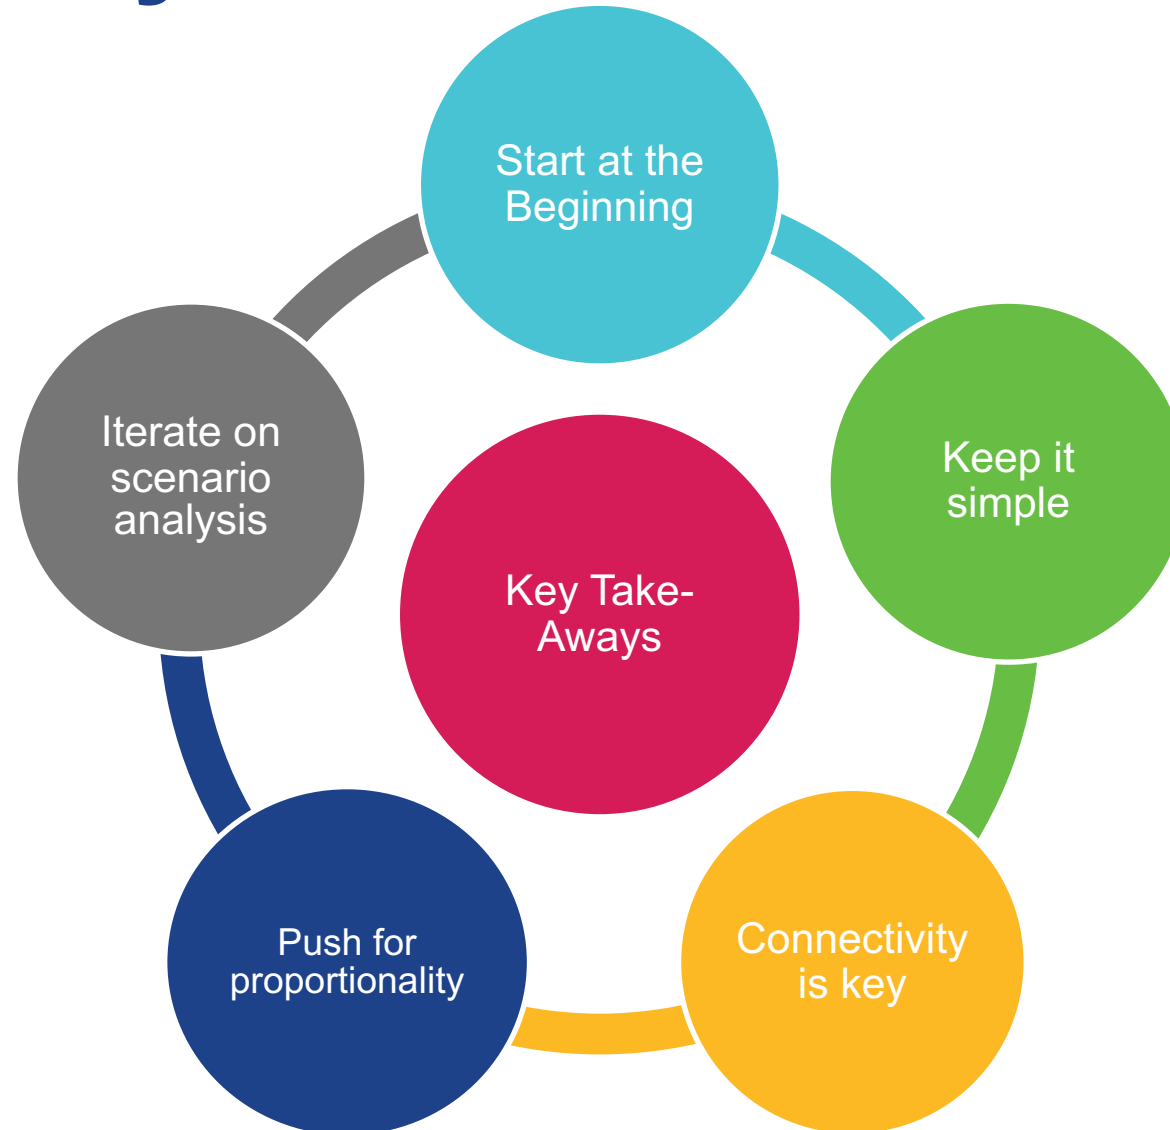 Start at the
Beginning
Keep it
simple
Connectivity
is key
Push for
proportionality
Iterate on
scenario
analysis
Key Take-
Aways